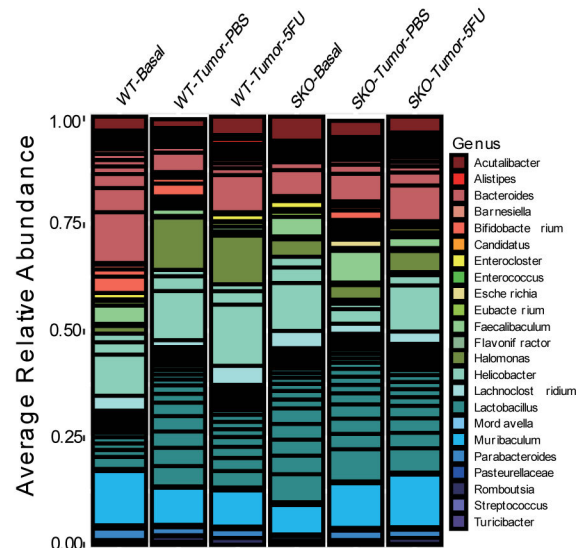 WT-Basal
WT-Tumor-PBS
WT-Tumor-5FU
SKO-Basal
SKO-Tumor-PBS
SKO-Tumor-5FU
Average Relative Abundance
1.00
0.75
0.50
0.25
0.00
Genus
Acutalibacter
Alistipes
Bacteroides
Barnesiella
Bifidobacte rium
Candidatus
Enterocloster
Enterococcus
Esche richia
Eubacte rium
Faecalibaculum
Flavonif ractor
Halomonas
Helicobacter
Lachnoclost ridium
Lactobacillus
Mord avella
Muribaculum
Parabacteroides
Pasteurellaceae
Romboutsia
Streptococcus
Turicibacter